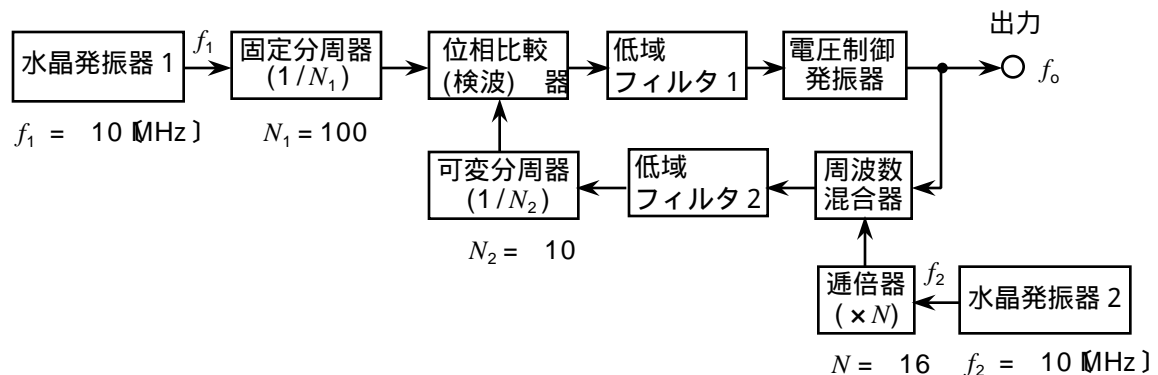 出力
水晶発振器 1
f₁
固定分周器
(1/N₁)
位相比較
(検波) 器
低域
フィルタ 1
電圧制御
発振器
fₒ
f₁ = 10 〔MHz〕
N₁ = 100
可変分周器
(1/N₂)
低域
フィルタ 2
周波数
混合器
N₂ = 10
逓倍器
(×N)
f₂
水晶発振器 2
N = 16
f₂ = 10 〔MHz〕